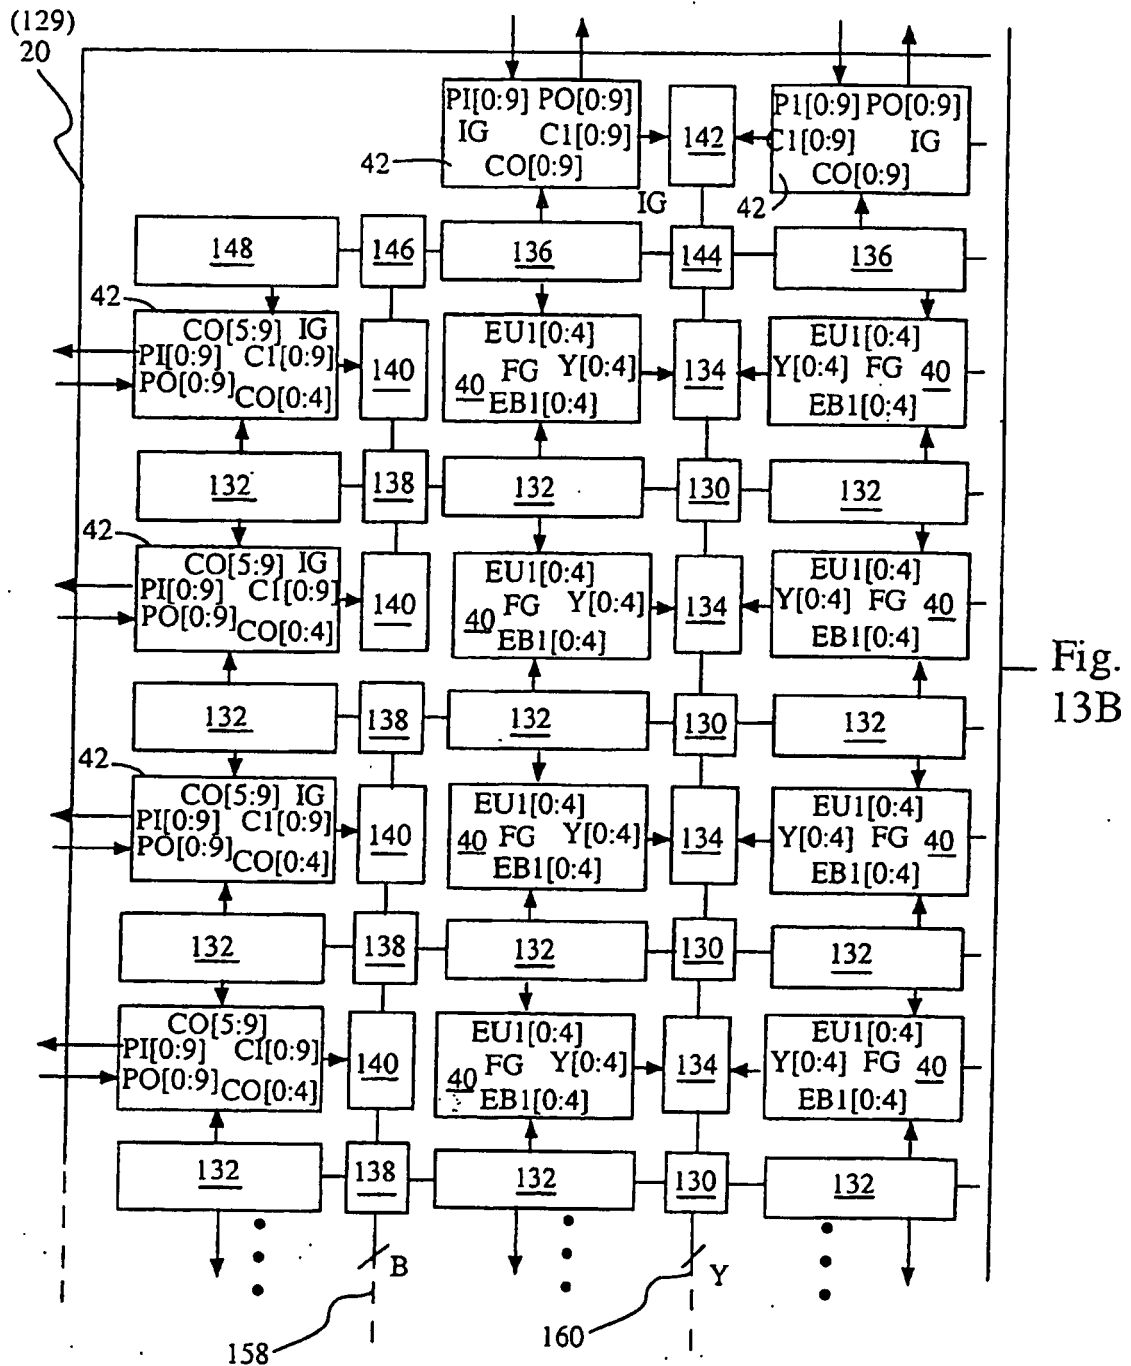 (129)
20
PI[0:9] PO[0:9]
IG C1[0:9]
CO[0:9]
42
142
P1[0:9] PO[0:9]
C1[0:9] IG
CO[0:9]
42
IG
148
146
136
144
136
42
CO[5:9] IG
PI[0:9] C1[0:9]
PO[0:9] CO[0:4]
140
EU1[0:4]
40 FG Y[0:4]
EB1[0:4]
134
EU1[0:4]
Y[0:4] FG 40
EB1[0:4]
132
138
132
130
132
42
CO[5:9] IG
PI[0:9] C1[0:9]
PO[0:9] CO[0:4]
140
EU1[0:4]
40 FG Y[0:4]
EB1[0:4]
134
EU1[0:4]
Y[0:4] FG 40
EB1[0:4]
Fig.
13B
132
138
132
130
132
42
CO[5:9] IG
PI[0:9] C1[0:9]
PO[0:9] CO[0:4]
140
EU1[0:4]
40 FG Y[0:4]
EB1[0:4]
134
EU1[0:4]
Y[0:4] FG 40
EB1[0:4]
132
138
132
130
132
CO[5:9]
PI[0:9] CI[0:9]
PO[0:9] CO[0:4]
140
EU1[0:4]
40 FG Y[0:4]
EB1[0:4]
134
EU1[0:4]
Y[0:4] FG 40
EB1[0:4]
132
138
132
130
132
B
Y
158
160